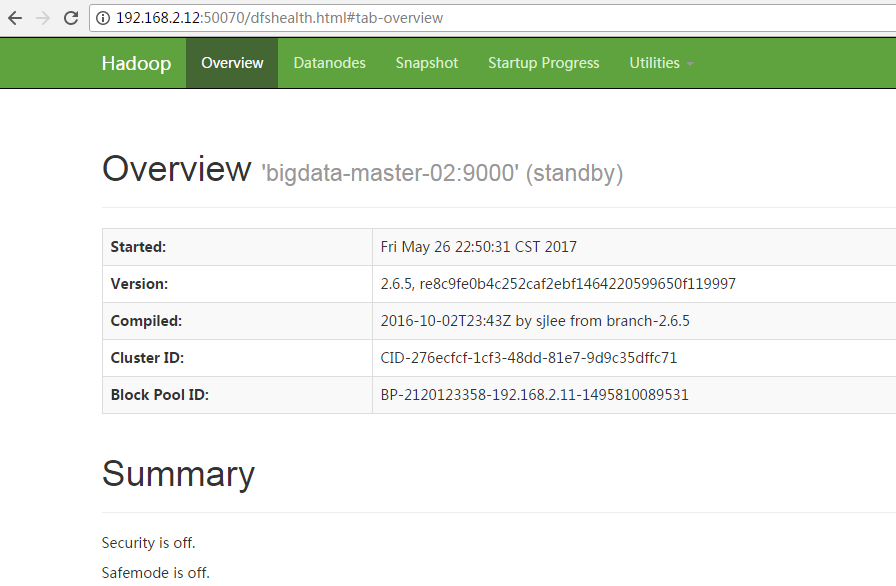 192.168.2.12:50070/dfshealth.html#tab-overview
Hadoop Overview Datanodes Snapshot Startup Progress Utilities
Overview 'bigdata-master-02:9000' (standby)
Started: Fri May 26 22:50:31 CST 2017
Version: 2.6.5, re8c9fe0b4c252caf2ebf1464220599650f119997
Compiled: 2016-10-02T23:43Z by sjlee from branch-2.6.5
Cluster ID: CID-276ecfcf-1cf3-48dd-81e7-9d9c35dffc71
Block Pool ID: BP-2120123358-192.168.2.11-1495810089531
Summary
Security is off.
Safemode is off.